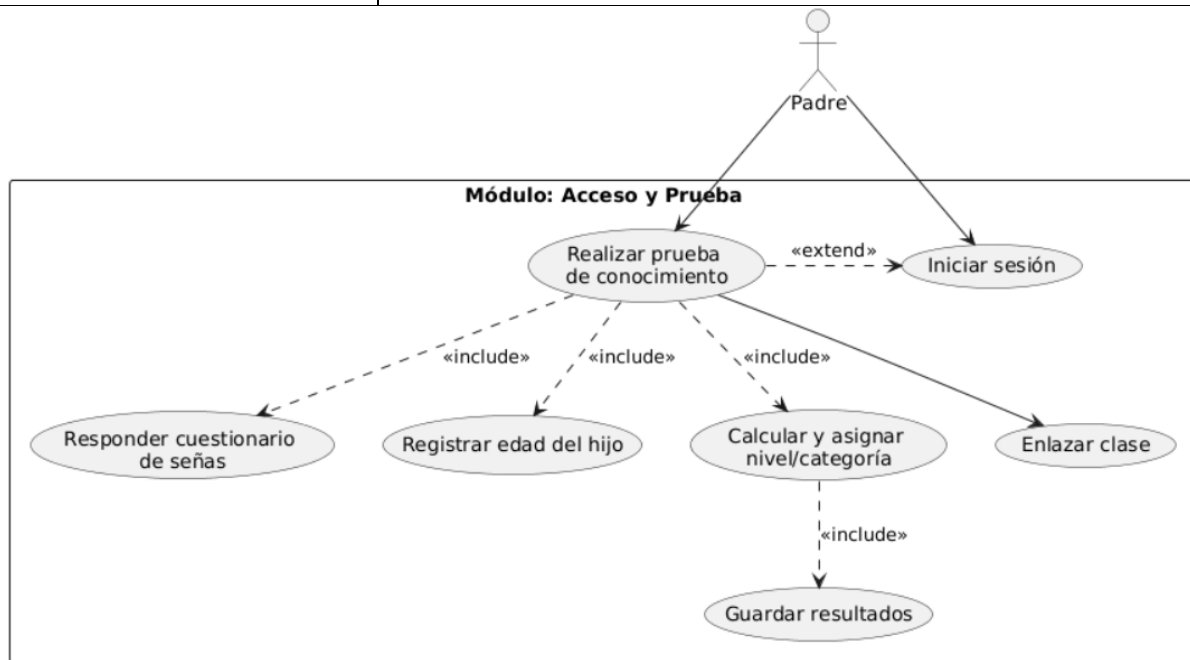 Padre
Módulo: Acceso y Prueba
Realizar prueba
de conocimiento
«extend»
Iniciar sesión
«include»
«include»
«include»
Responder cuestionario
de señas
Registrar edad del hijo
Calcular y asignar
nivel/categoría
Enlazar clase
«include»
Guardar resultados